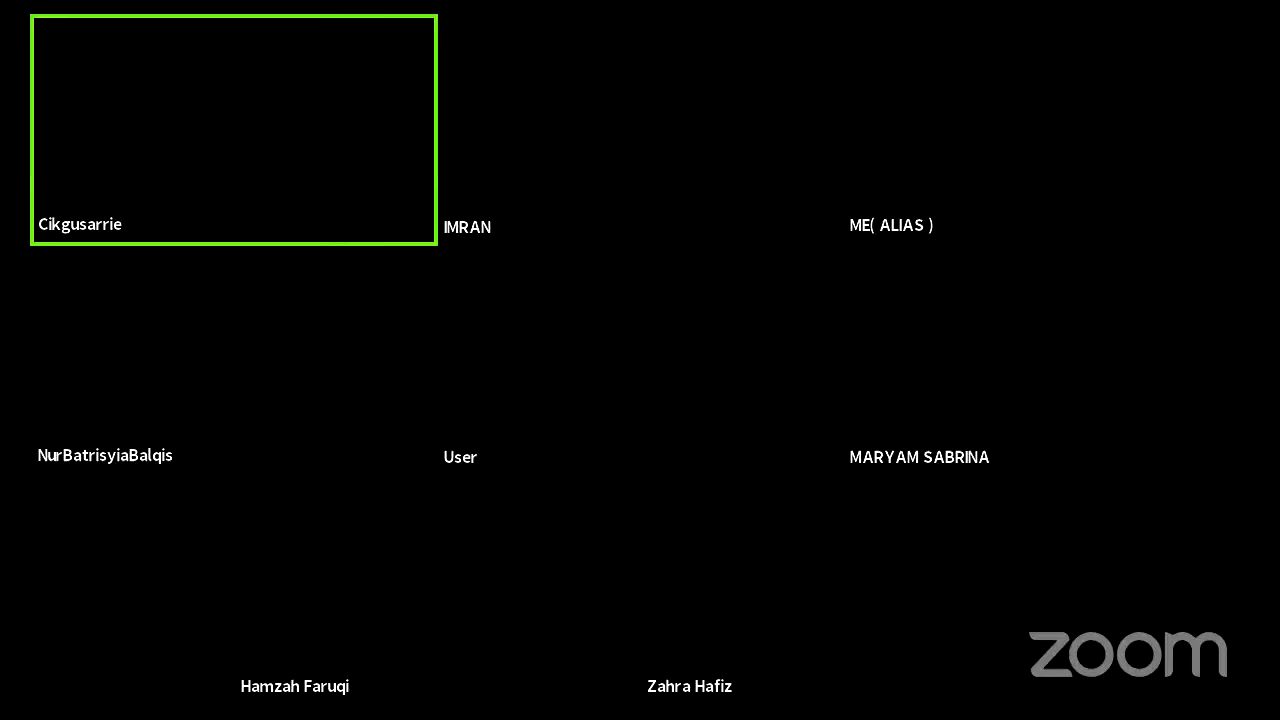 Cikgusarrie
IMRAN
ME( ALIAS )
NurBatrisyiaBalqis
User
MARYAM SABRINA
Hamzah Faruqi
Zahra Hafiz
zoom